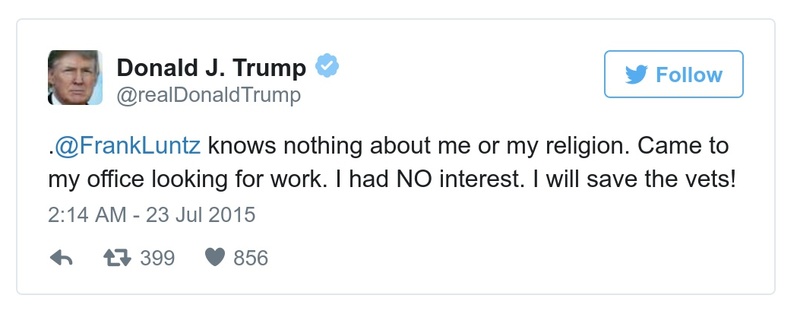 Donald J. Trump
@realDonaldTrump
Follow
.@FrankLuntz knows nothing about me or my religion. Came to
my office looking for work. I had NO interest. I will save the vets!
2:14 AM - 23 Jul 2015
399 856